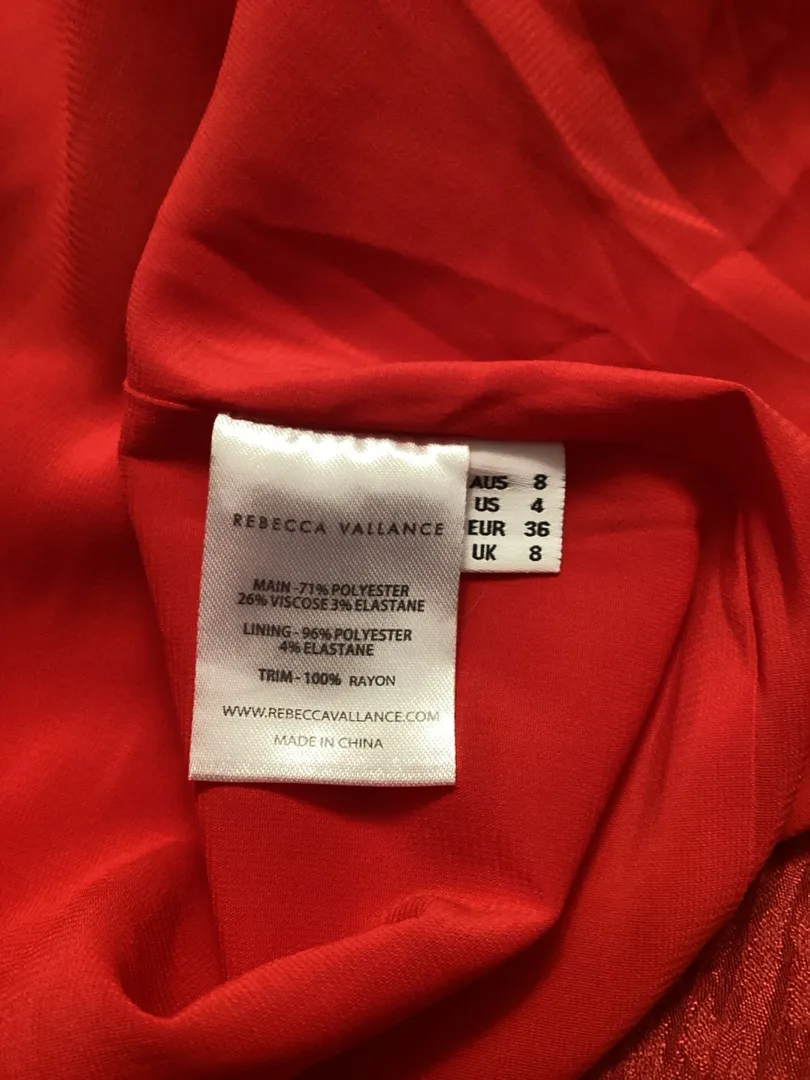 REBECCA VALLANCE
MAIN -71% POLYESTER
26% VISCOSE 3% ELASTANE
LINING - 96% POLYESTER
4% ELASTANE
TRIM - 100% RAYON
WWW.REBECCAVALLANCE.COM
MADE IN CHINA
AUS 8
US 4
EUR 36
UK 8